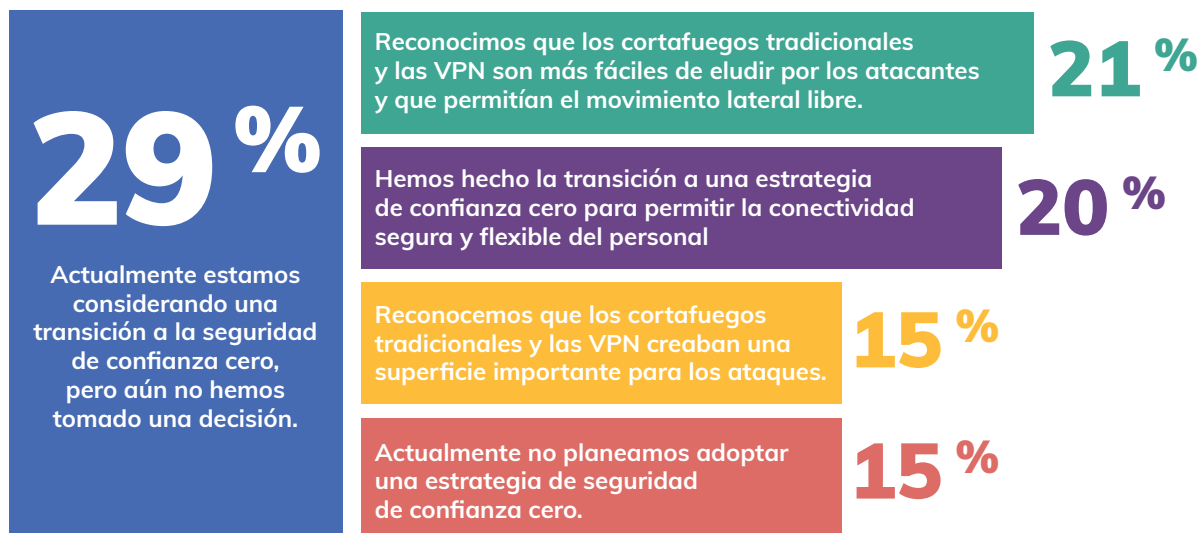 29%
Actualmente estamos
considerando una
transición a la seguridad
de confianza cero,
pero aún no hemos
tomado una decisión.
Reconocimos que los cortafuegos tradicionales
y las VPN son más fáciles de eludir por los atacantes
y que permitían el movimiento lateral libre.
21%
Hemos hecho la transición a una estrategia
de confianza cero para permitir la conectividad
segura y flexible del personal
20%
Reconocemos que los cortafuegos
tradicionales y las VPN creaban una
superficie importante para los ataques.
15%
Actualmente no planeamos adoptar
una estrategia de seguridad
de confianza cero.
15%